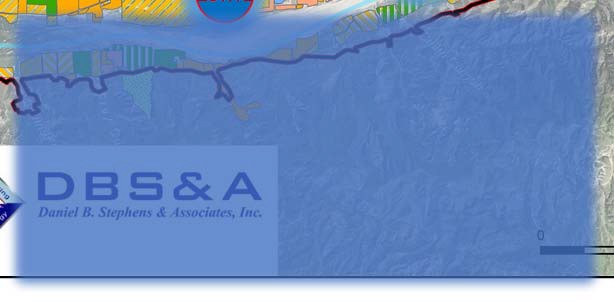 DBS&A
Daniel B. Stephens & Associates, Inc.
0